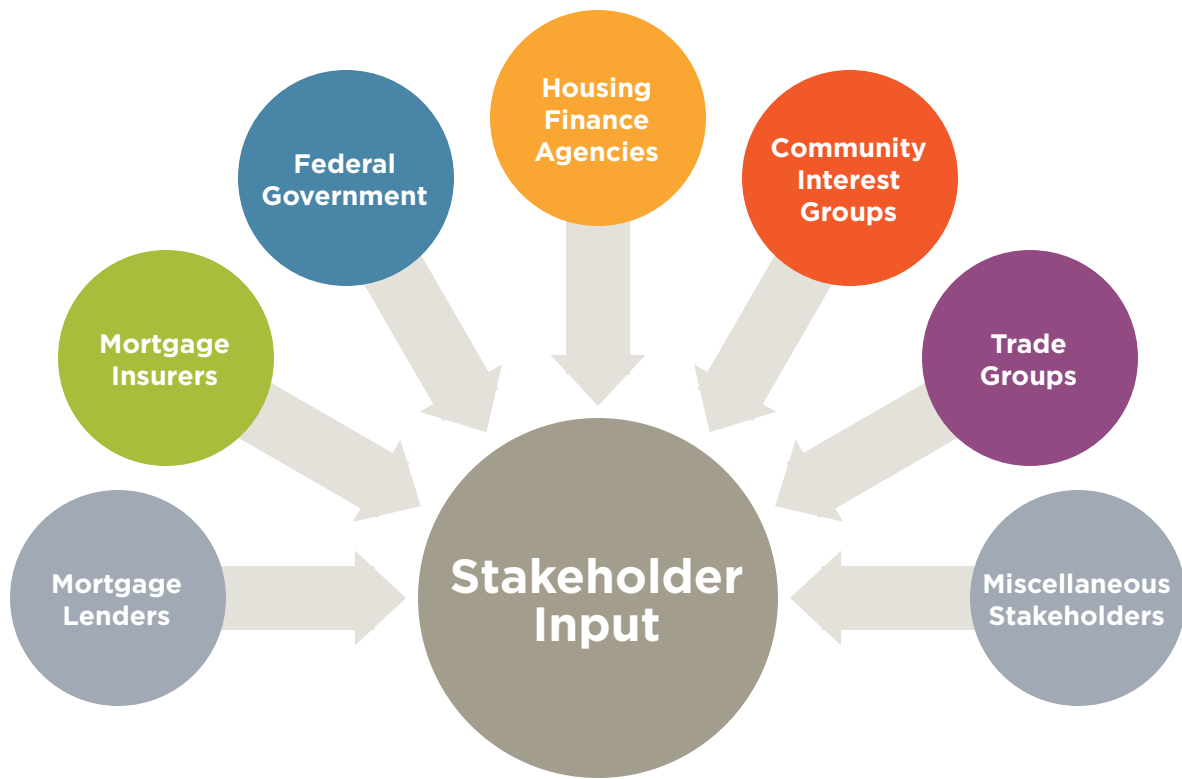 Housing
Finance
Agencies
Federal
Government
Community
Interest
Groups
Mortgage
Insurers
Trade
Groups
Mortgage
Lenders
Stakeholder
Input
Miscellaneous
Stakeholders